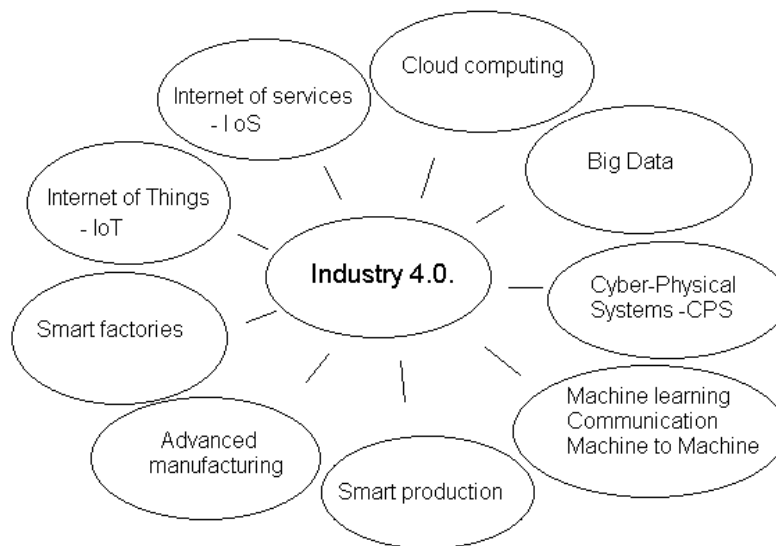 Cloud computing
Internet of services
- I oS
Big Data
Internet of Things
- IoT
Industry 4.0.
Cyber-Physical
Systems -CPS
Smart factories
Machine learning
Communication
Machine to Machine
Advanced
manufacturing
Smart production